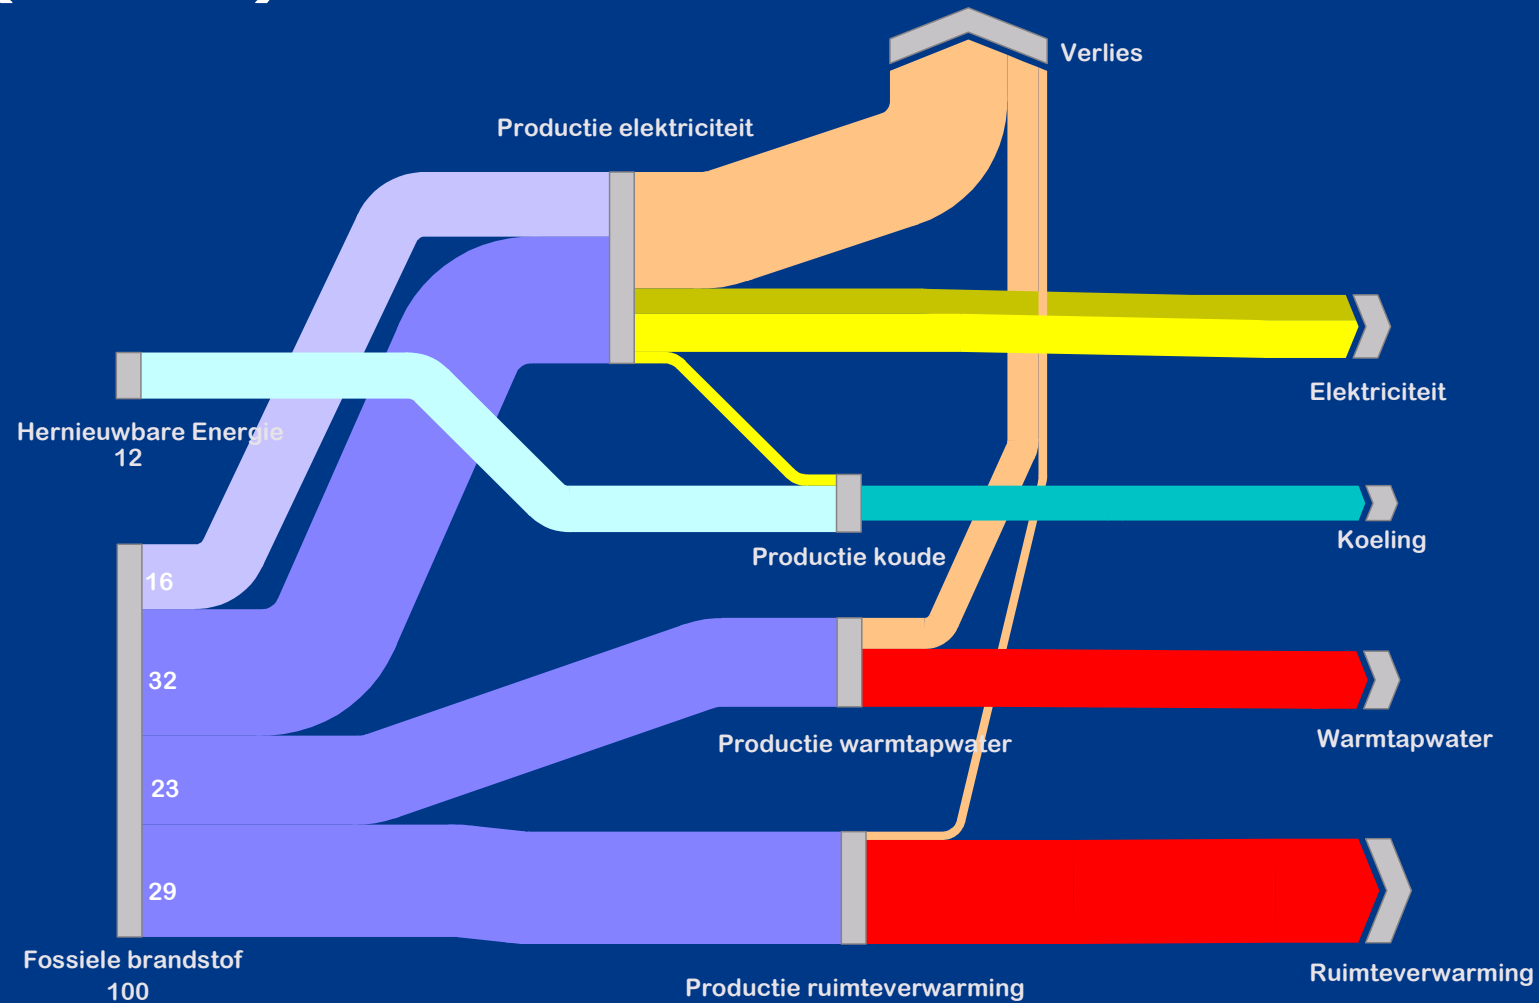 Verlies
Productie elektriciteit
Elektriciteit
Hernieuwbare Energie
12
Koeling
Productie koude
16
32
Productie warmtapwater
Warmtapwater
23
29
Fossiele brandstof
100
Productie ruimteverwarming
Ruimteverwarming